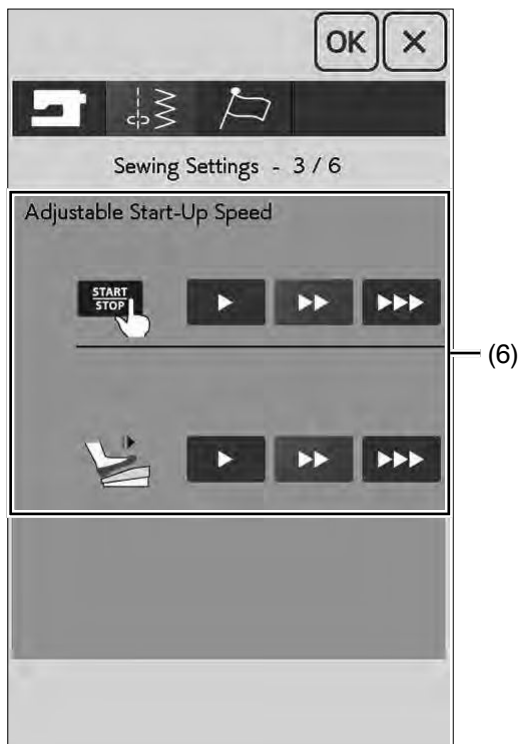 OK
Sewing Settings - 3 / 6
Adjustable Start-Up Speed
START
STOP
(6)